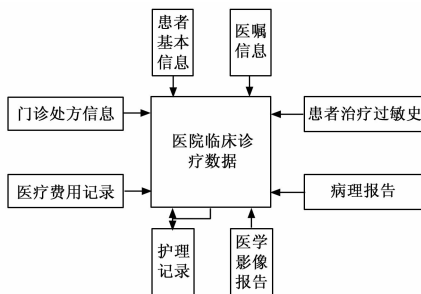 患者
基本
信息
医嘱
信息
门诊处方信息
医院临床诊
疗数据
患者治疗过敏史
医疗费用记录
病理报告
护理
记录
医学
影像
报告